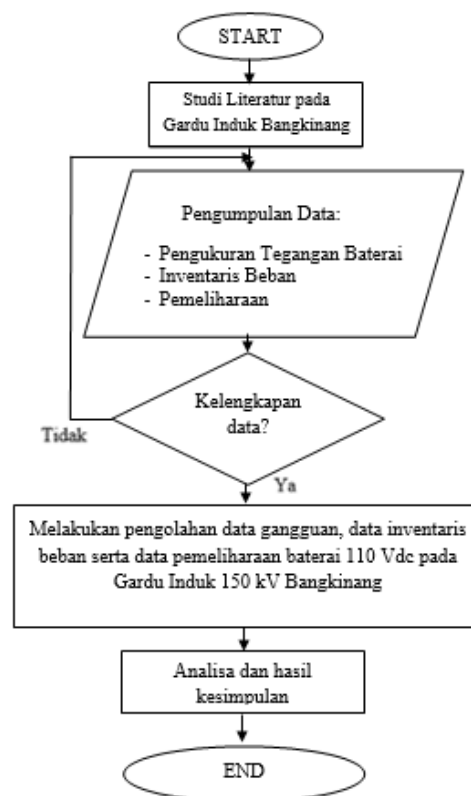 START
Studi Literatur pada
Gardu Induk Bangkinang
Pengumpulan Data:
- Pengukuran Tegangan Baterai
- Inventaris Beban
- Pemeliharaan
Kelengkapan
data?
Tidak
Ya
Melakukan pengolahan data gangguan, data inventaris
beban serta data pemeliharaan baterai 110 Vdc pada
Gardu Induk 150 kV Bangkinang
Analisa dan hasil
kesimpulan
END